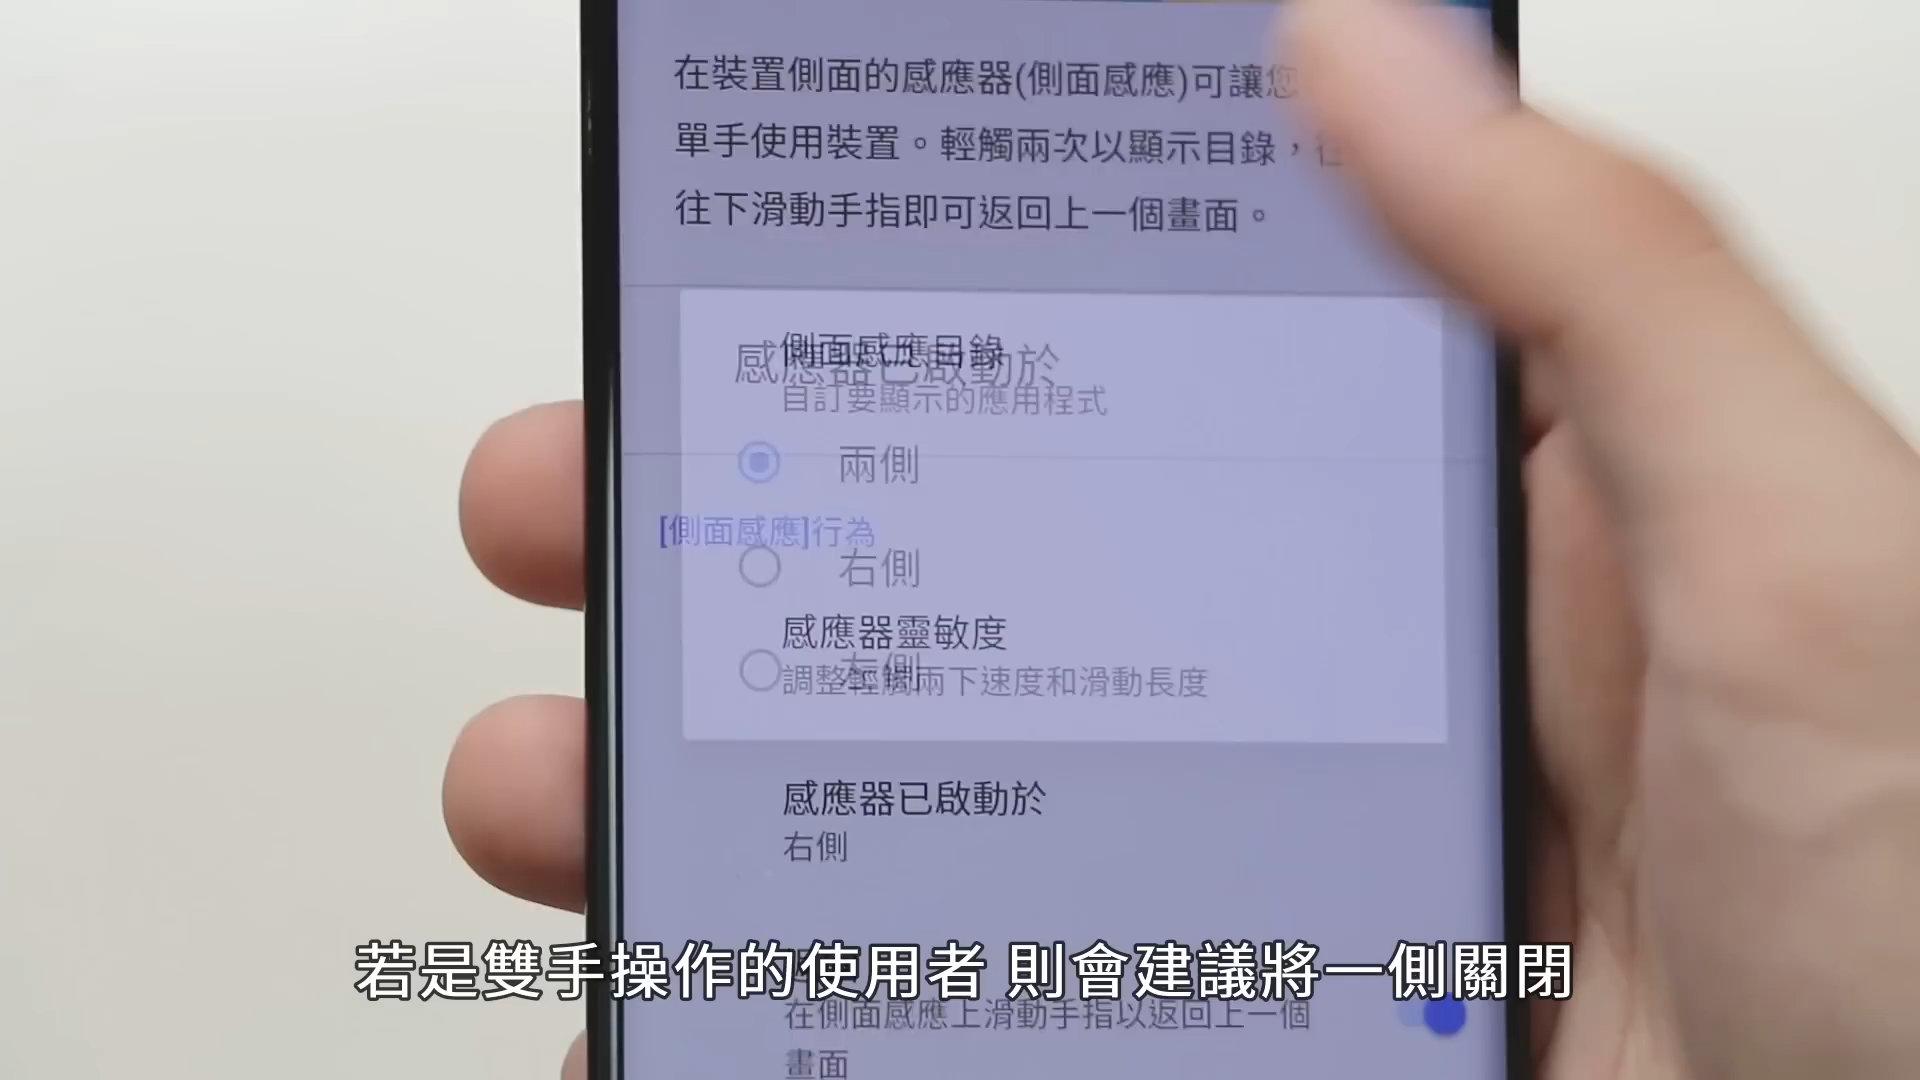 在裝置側面的感應器(側面感應)可讓您
單手使用裝置。輕觸兩次以顯示目錄，往
往下滑動手指即可返回上一個畫面。
側面感應目錄
感應器已啟動於
自訂要顯示的應用程式
兩側
[側面感應]行為
右側
感應器靈敏度
左側
調整輕觸兩下速度和滑動長度
感應器已啟動於
右側
若是雙手操作的使用者 則會建議將一側關閉
在側面感應上滑動手指以返回上一個
畫面